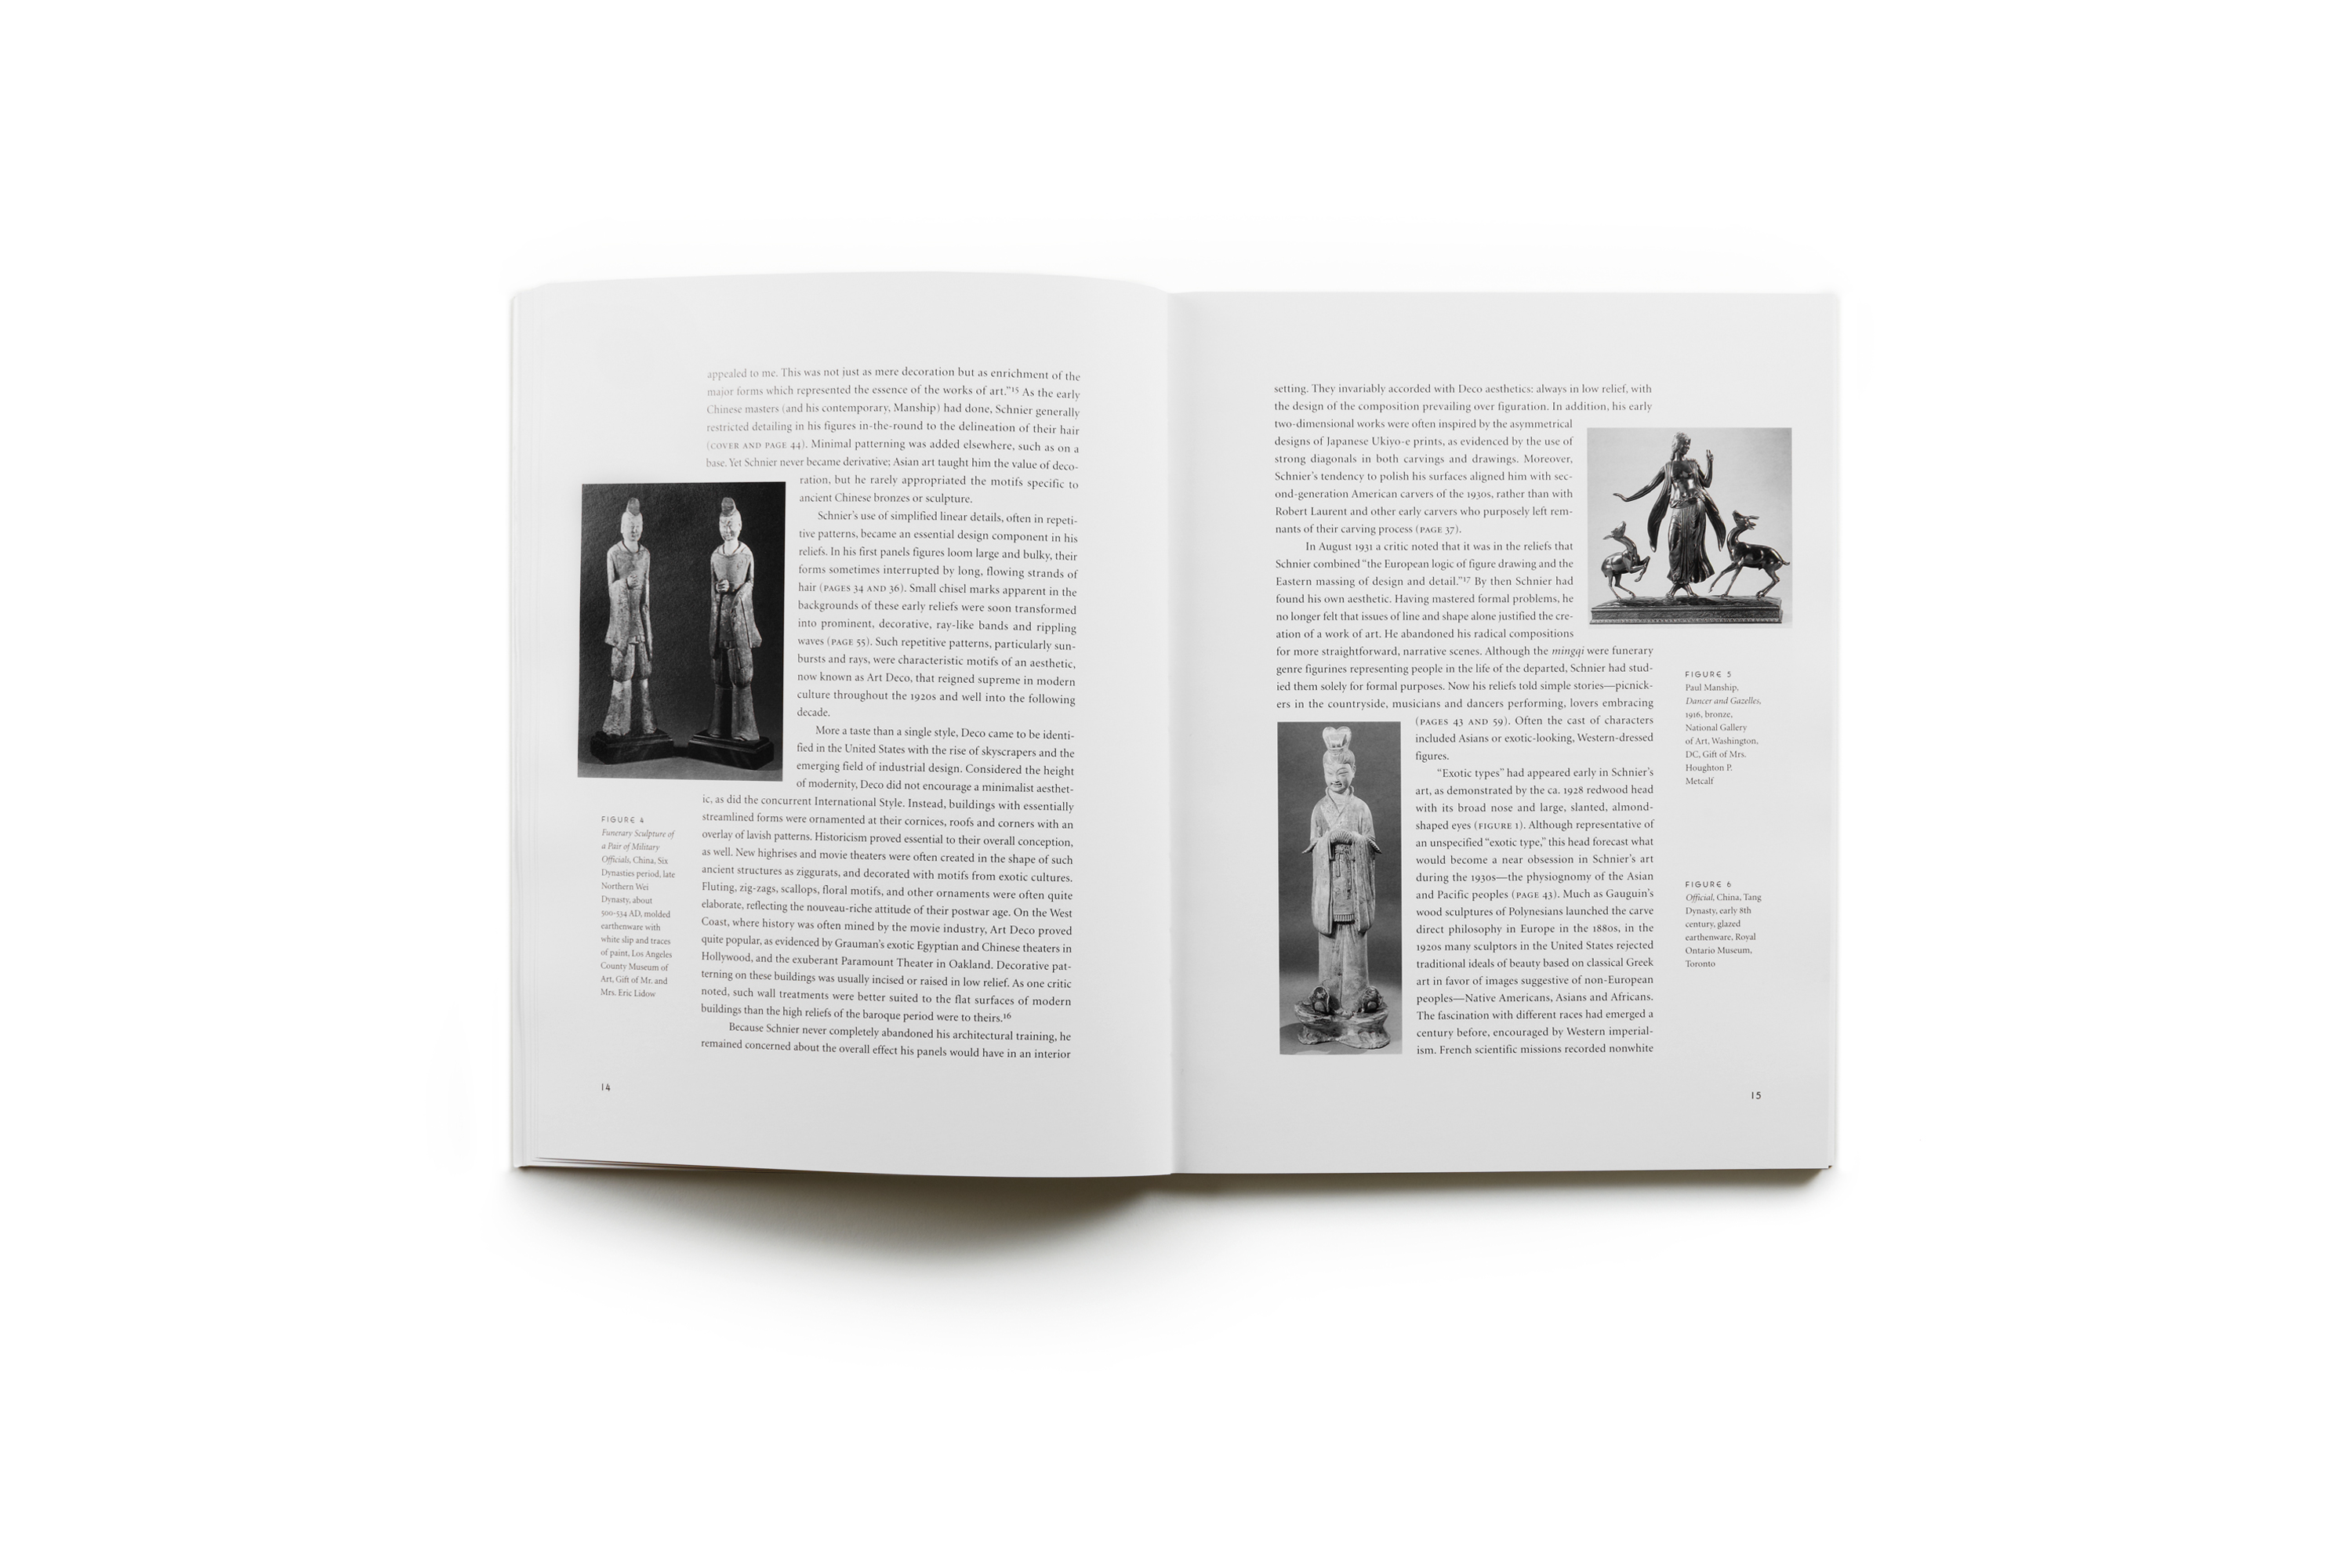 appealed to me. This was not just as mere decoration but as enrichment of the
major forms which represented the essence of the works of art.”15 As the early
Chinese masters (and his contemporary, Manship) had done, Schnier generally
restricted detailing in his figures in-the-round to the delineation of their hair
(COVER AND PAGE 44). Minimal patterning was added elsewhere, such as on a
base. Yet Schnier never became derivative; Asian art taught him the value of deco-
ration, but he rarely appropriated the motifs specific to
ancient Chinese bronzes or sculpture.
Schnier’s use of simplified linear details, often in repeti-
tive patterns, became an essential design component in his
reliefs. In his first panels figures loom large and bulky, their
forms sometimes interrupted by long, flowing strands of
hair (PAGES 34 AND 36). Small chisel marks apparent in the
backgrounds of these early reliefs were soon transformed
into prominent, decorative, ray-like bands and rippling
waves (PAGE 55). Such repetitive patterns, particularly sun-
bursts and rays, were characteristic motifs of an aesthetic,
now known as Art Deco, that reigned supreme in modern
culture throughout the 1920s and well into the following
decade.
More a taste than a single style, Deco came to be identi-
fied in the United States with the rise of skyscrapers and the
emerging field of industrial design. Considered the height
of modernity, Deco did not encourage a minimalist aesthet-
ic, as did the concurrent International Style. Instead, buildings with essentially
streamlined forms were ornamented at their cornices, roofs and corners with an
overlay of lavish patterns. Historicism proved essential to their overall conception,
as well. New highrises and movie theaters were often created in the shape of such
ancient structures as ziggurats, and decorated with motifs from exotic cultures.
Fluting, zig-zags, scallops, floral motifs, and other ornaments were often quite
elaborate, reflecting the nouveau-riche attitude of their postwar age. On the West
Coast, where history was often mined by the movie industry, Art Deco proved
quite popular, as evidenced by Grauman’s exotic Egyptian and Chinese theaters in
Hollywood, and the exuberant Paramount Theater in Oakland. Decorative pat-
terning on these buildings was usually incised or raised in low relief. As one critic
noted, such wall treatments were better suited to the flat surfaces of modern
buildings than the high reliefs of the baroque period were to theirs.16
Because Schnier never completely abandoned his architectural training, he
remained concerned about the overall effect his panels would have in an interior
FIGURE 4
Funerary Sculpture of
a Pair of Military
Officials, China, Six
Dynasties period, late
Northern Wei
Dynasty, about
500-534 AD, molded
earthenware with
white slip and traces
of paint, Los Angeles
County Museum of
Art, Gift of Mr. and
Mrs. Eric Lidow
14
setting. They invariably accorded with Deco aesthetics: always in low relief, with
the design of the composition prevailing over figuration. In addition, his early
two-dimensional works were often inspired by the asymmetrical
designs of Japanese Ukiyo-e prints, as evidenced by the use of
strong diagonals in both carvings and drawings. Moreover,
Schnier’s tendency to polish his surfaces aligned him with sec-
ond-generation American carvers of the 1930s, rather than with
Robert Laurent and other early carvers who purposely left rem-
nants of their carving process (PAGE 37).
In August 1931 a critic noted that it was in the reliefs that
Schnier combined “the European logic of figure drawing and the
Eastern massing of design and detail.”17 By then Schnier had
found his own aesthetic. Having mastered formal problems, he
no longer felt that issues of line and shape alone justified the cre-
ation of a work of art. He abandoned his radical compositions
for more straightforward, narrative scenes. Although the mingqi were funerary
genre figurines representing people in the life of the departed, Schnier had stud-
ied them solely for formal purposes. Now his reliefs told simple stories—picnick-
ers in the countryside, musicians and dancers performing, lovers embracing
(PAGES 43 AND 59). Often the cast of characters
included Asians or exotic-looking, Western-dressed
figures.
“Exotic types” had appeared early in Schnier’s
art, as demonstrated by the ca. 1928 redwood head
with its broad nose and large, slanted, almond-
shaped eyes (FIGURE 1). Although representative of
an unspecified “exotic type,” this head forecast what
would become a near obsession in Schnier’s art
during the 1930s—the physiognomy of the Asian
and Pacific peoples (PAGE 43). Much as Gauguin’s
wood sculptures of Polynesians launched the carve
direct philosophy in Europe in the 1880s, in the
1920s many sculptors in the United States rejected
traditional ideals of beauty based on classical Greek
art in favor of images suggestive of non-European
peoples—Native Americans, Asians and Africans.
The fascination with different races had emerged a
century before, encouraged by Western imperial-
ism. French scientific missions recorded nonwhite
FIGURE 5
Paul Manship,
Dancer and Gazelles,
1916, bronze,
National Gallery
of Art, Washington,
DC, Gift of Mrs.
Houghton P.
Metcalf
FIGURE 6
Official, China, Tang
Dynasty, early 8th
century, glazed
earthenware, Royal
Ontario Museum,
Toronto
15